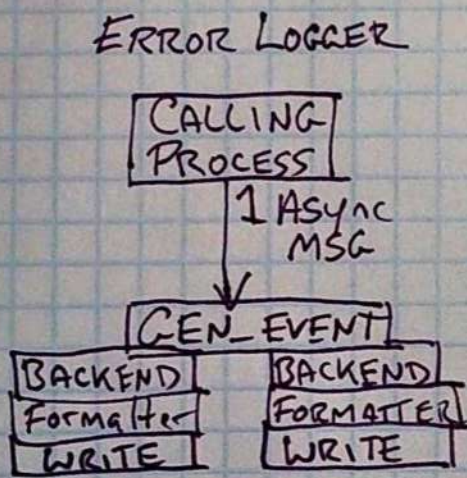 ERROR LOGGER
CALLING
PROCESS
1 ASync
MSG
GEN_EVENT
BACKEND BACKEND
Formatter FORMATTER
WRITE WRITE